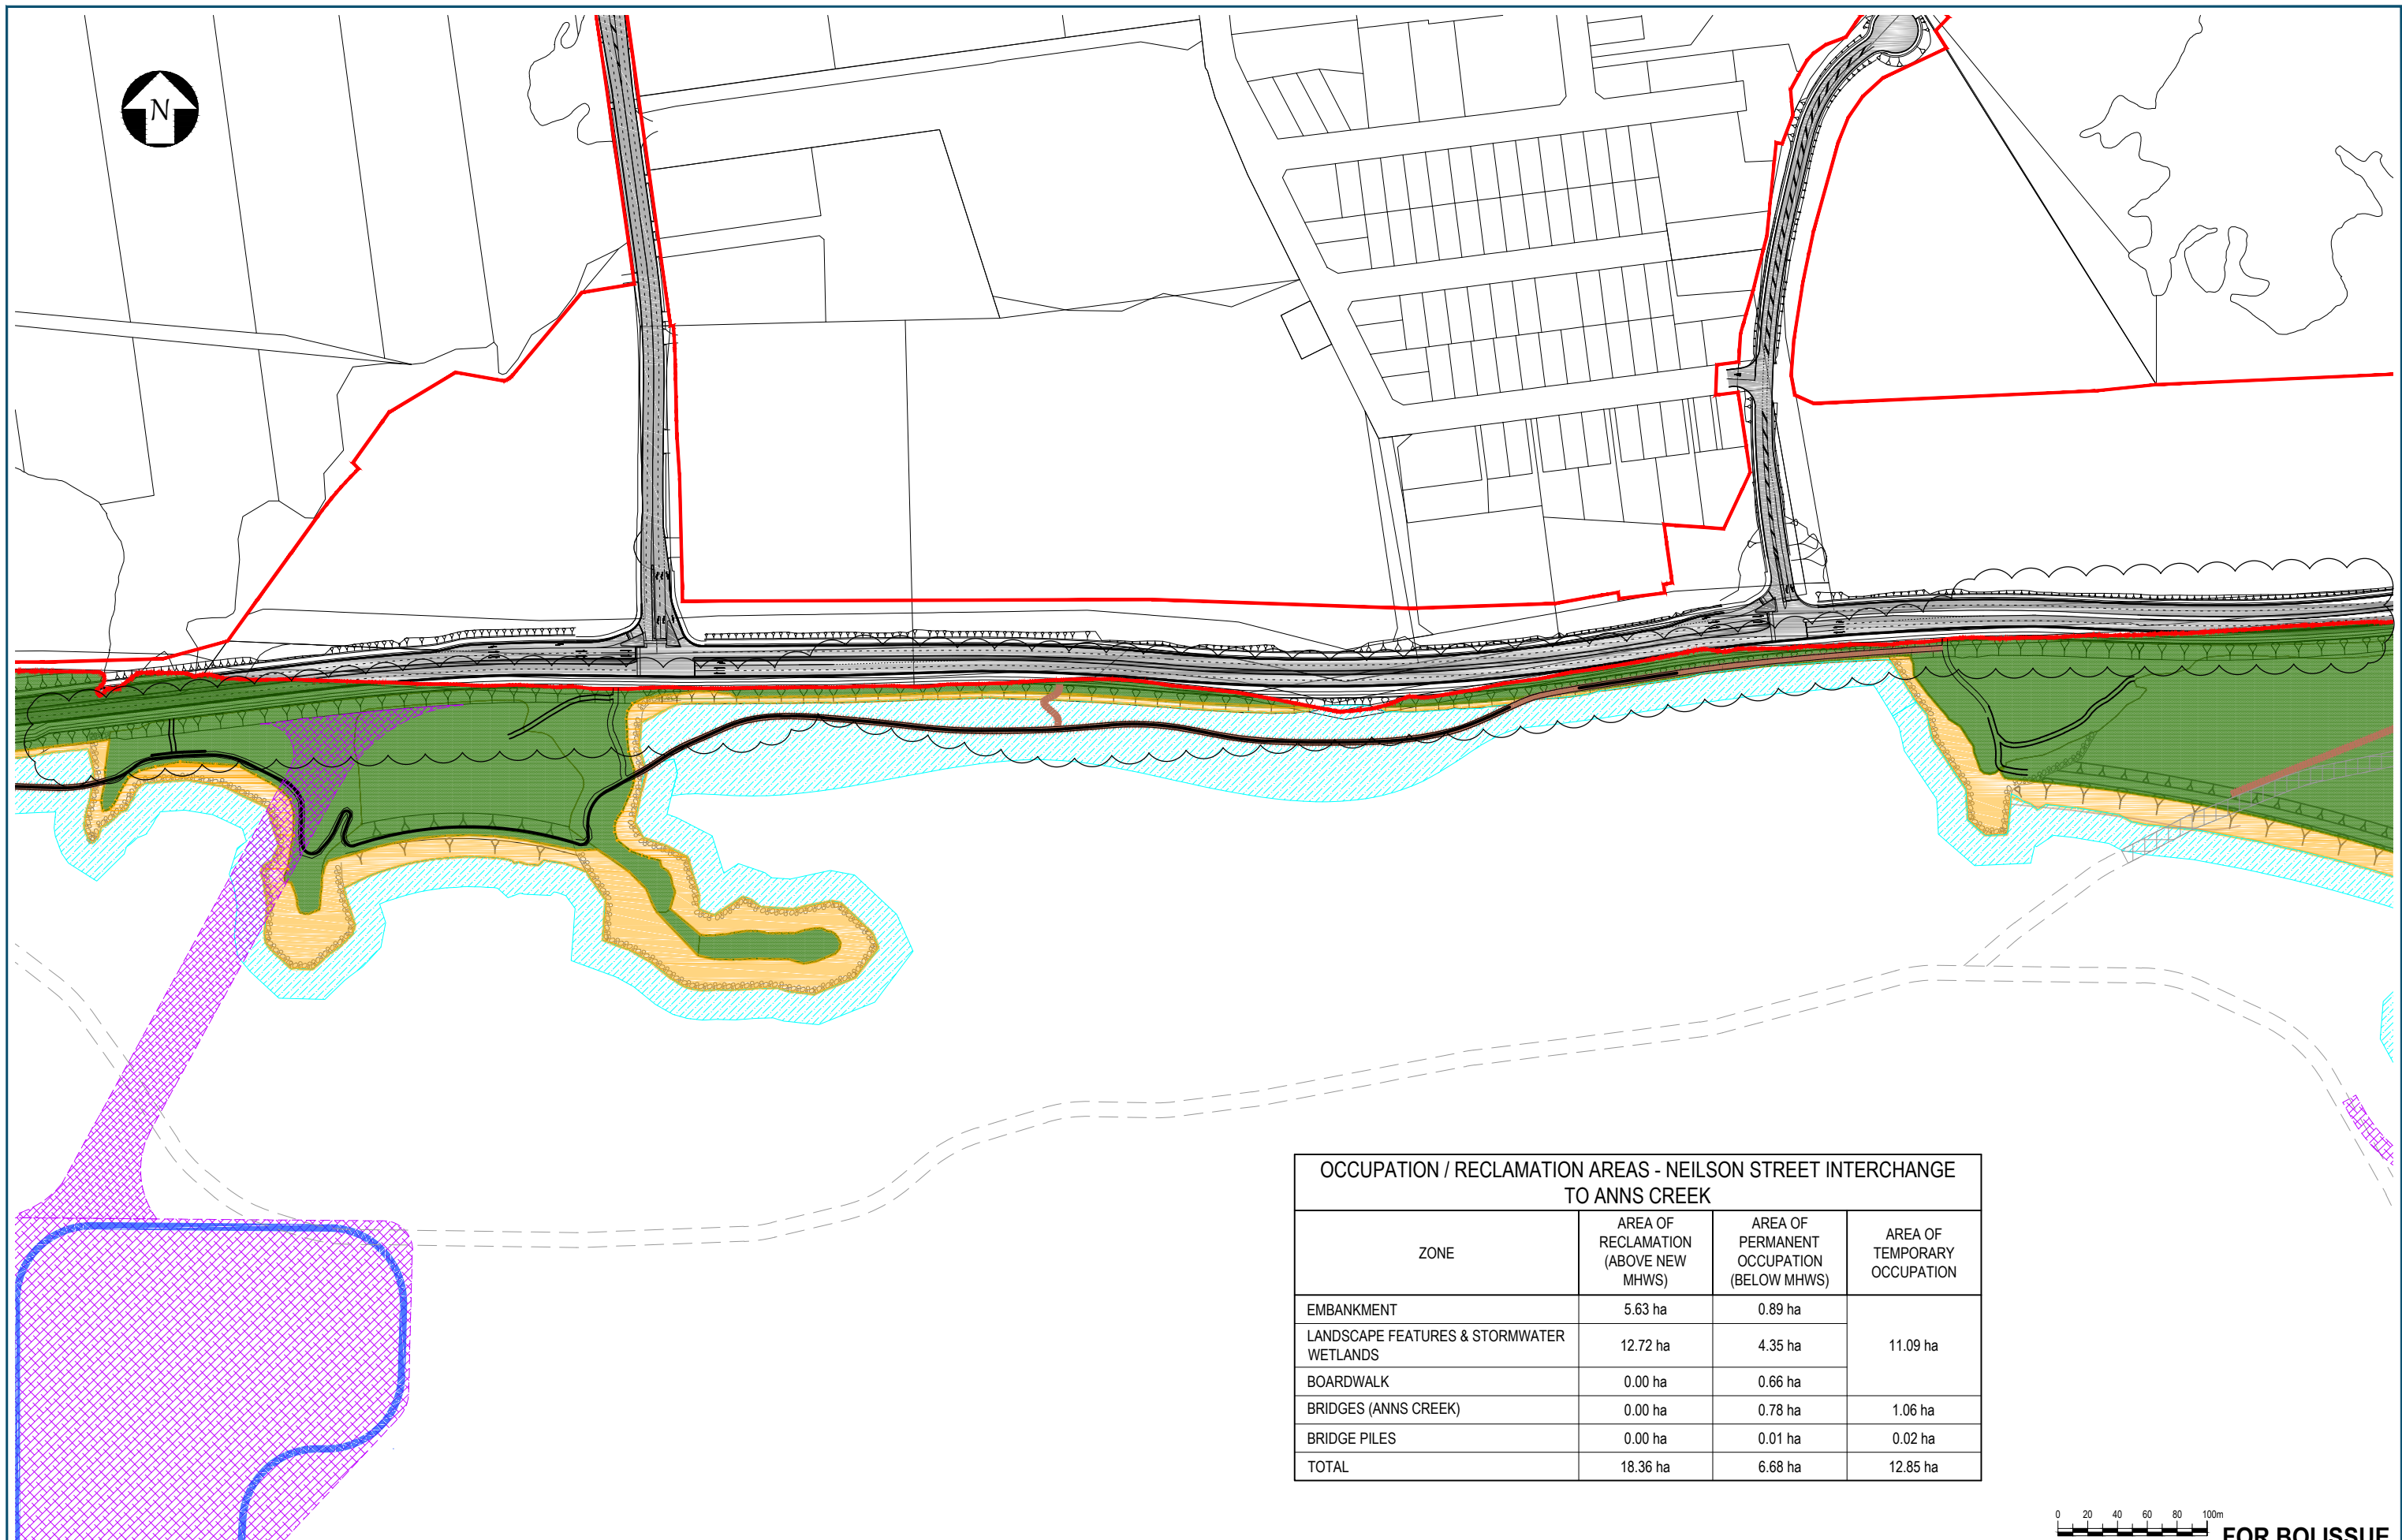 N
OCCUPATION / RECLAMATION AREAS - NEILSON STREET INTERCHANGE
TO ANNS CREEK
ZONE
AREA OF
RECLAMATION
(ABOVE NEW
MHWS)
AREA OF
PERMANENT
OCCUPATION
(BELOW MHWS)
AREA OF
TEMPORARY
OCCUPATION
EMBANKMENT 5.63 ha 0.89 ha
LANDSCAPE FEATURES & STORMWATER
WETLANDS 12.72 ha 4.35 ha 11.09 ha
BOARDWALK 0.00 ha 0.66 ha
BRIDGES (ANNS CREEK) 0.00 ha 0.78 ha 1.06 ha
BRIDGE PILES 0.00 ha 0.01 ha 0.02 ha
TOTAL 18.36 ha 6.68 ha 12.85 ha
0 20 40 60 80 100m
FOR BOI ISSUE